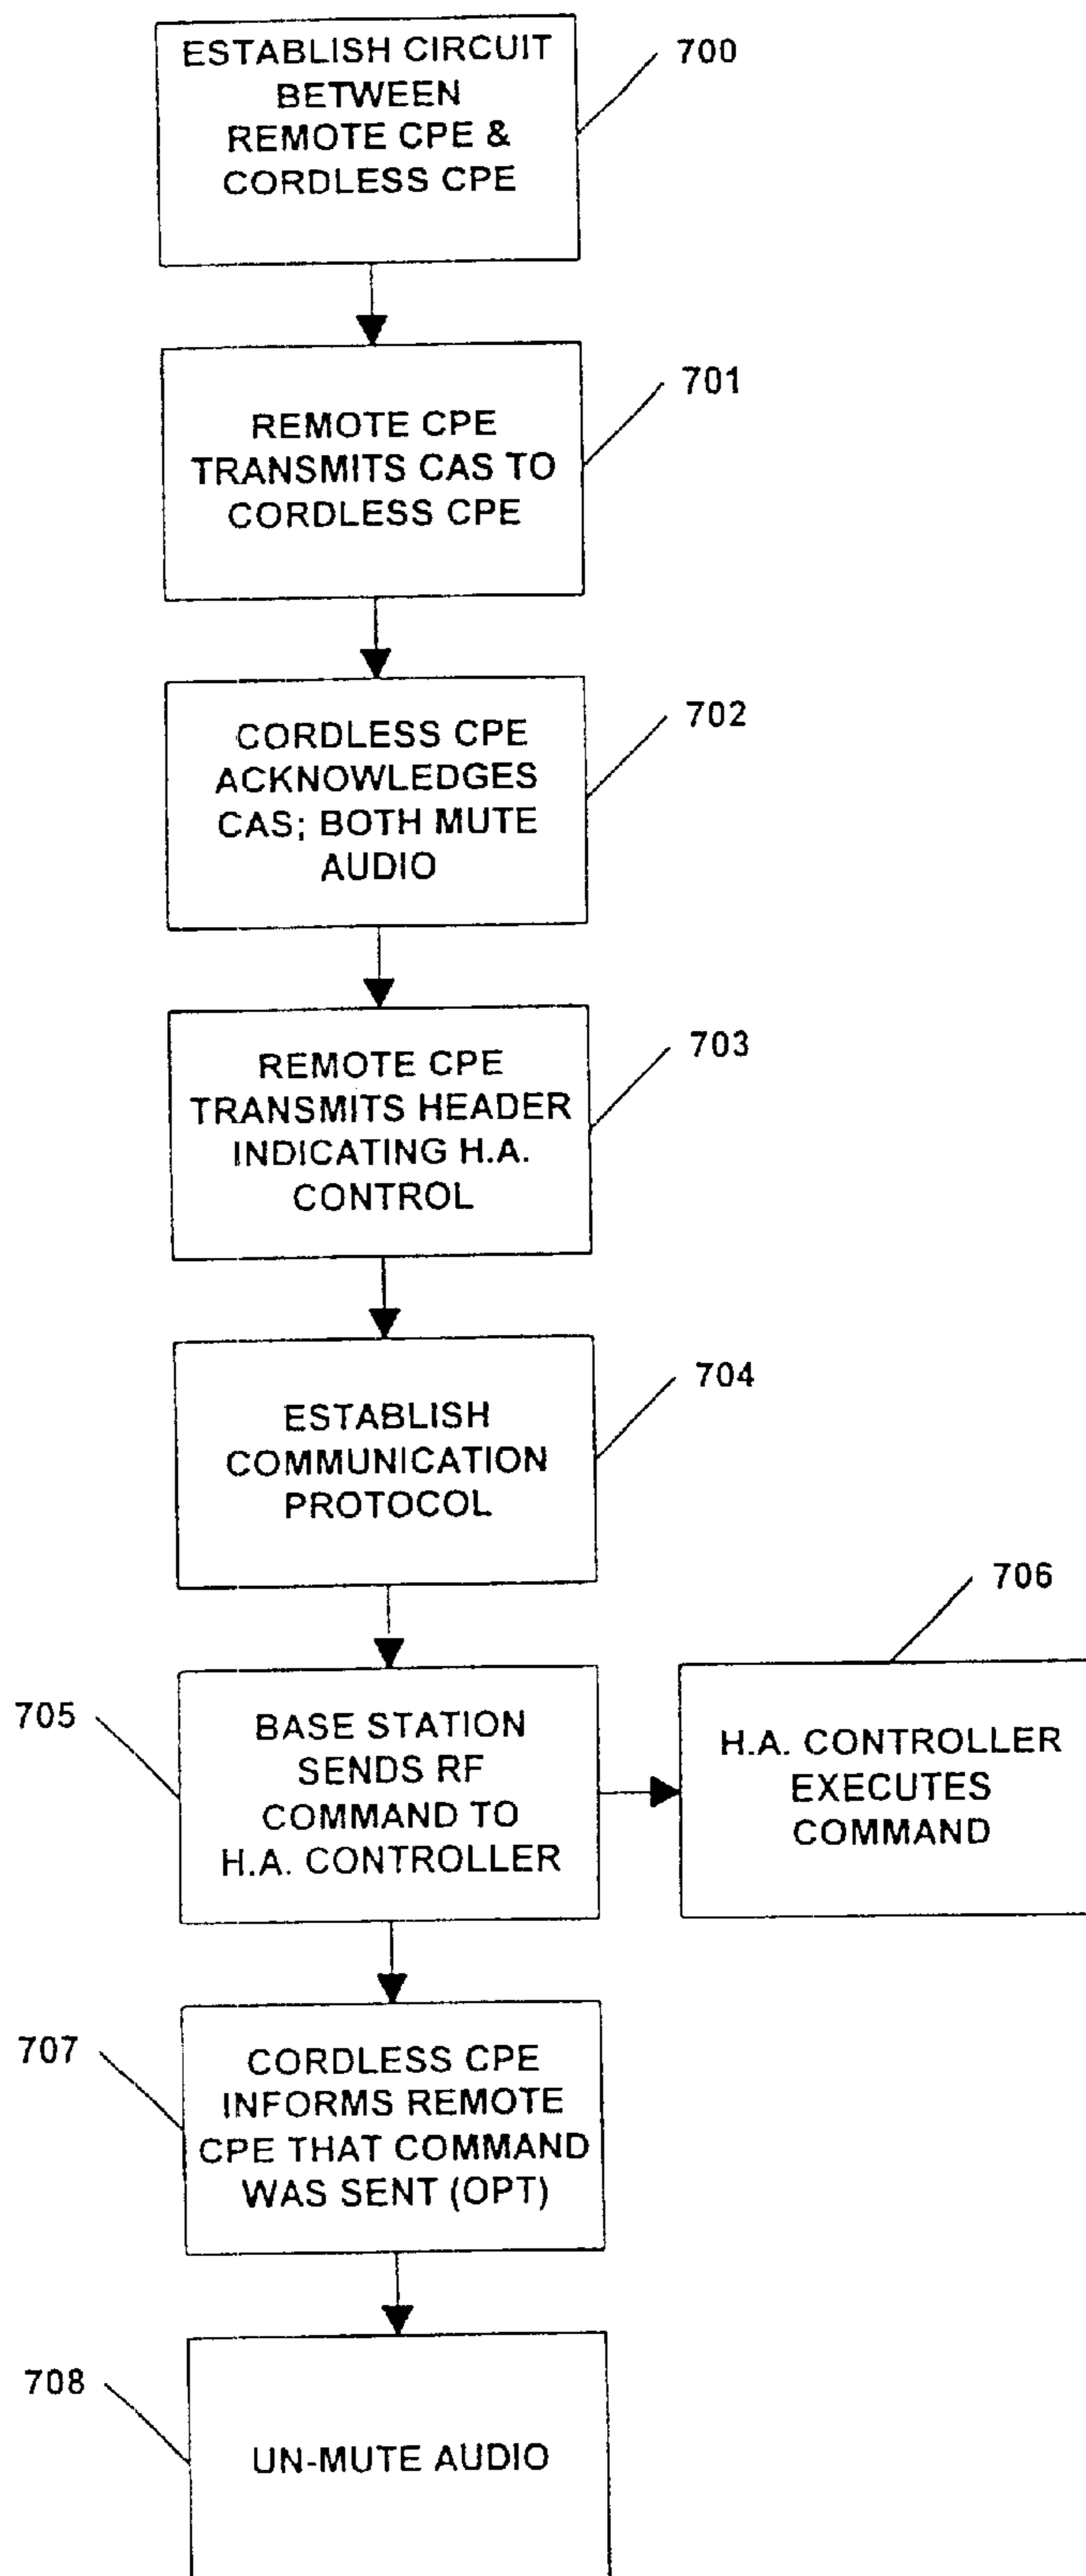 ESTABLISH CIRCUIT
BETWEEN
REMOTE CPE &
CORDLESS CPE
700
REMOTE CPE
TRANSMITS CAS TO
CORDLESS CPE
701
CORDLESS CPE
ACKNOWLEDGES
CAS; BOTH MUTE
AUDIO
702
REMOTE CPE
TRANSMITS HEADER
INDICATING H.A.
CONTROL
703
ESTABLISH
COMMUNICATION
PROTOCOL
704
705
BASE STATION
SENDS RF
COMMAND TO
H.A. CONTROLLER
706
H.A. CONTROLLER
EXECUTES
COMMAND
707
CORDLESS CPE
INFORMS REMOTE
CPE THAT COMMAND
WAS SENT (OPT)
708
UN-MUTE AUDIO